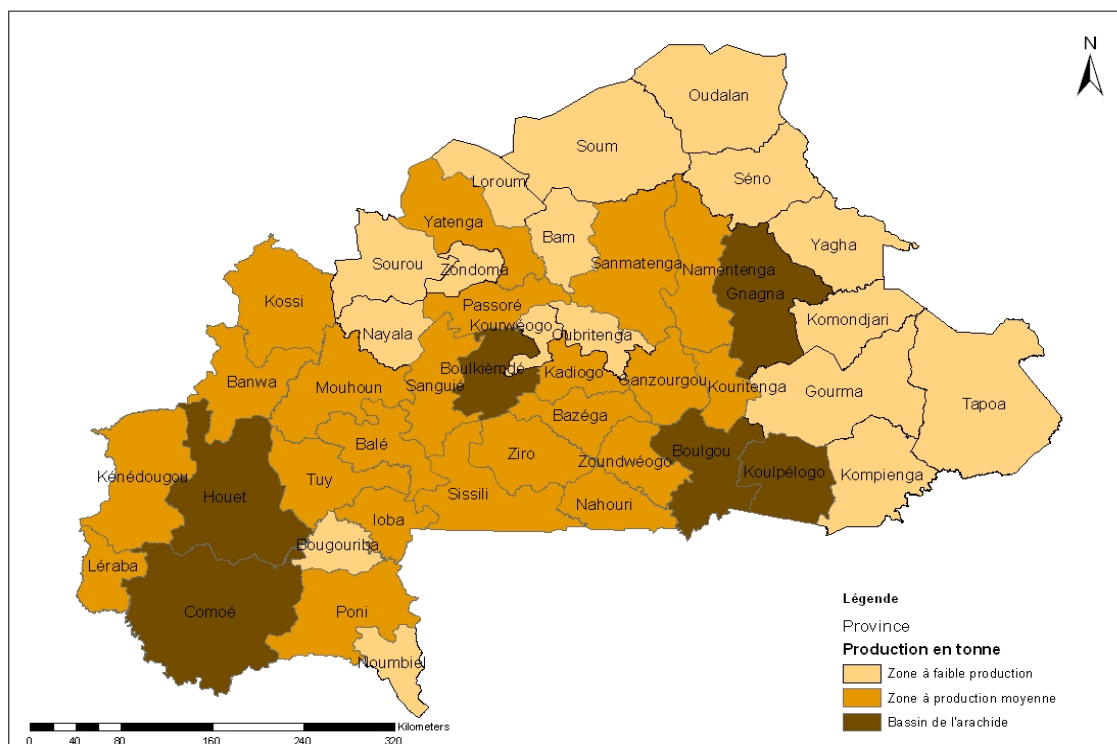 N
Oudalan
Soum
Séno
Loroum
Yatenga
Bam
Yagha
Sourou
Zondoma
Sanmatenga
Namentenga
Gnagna
Kossi
Passoré
Komondjari
Nayala
Kourwéogo
Oubritenga
Boulkièmdé
Kadiogo
Ganzourgou
Kouritenga
Gourma
Tapoa
Banwa
Mouhoun
Sanguié
Bazéga
Balé
Ziro
Zoundwéogo
Boulgou
Koulpélogo
Kompienga
Kénédougou
Houet
Tuy
Sissili
Nahouri
Ioba
Bougouriba
Léraba
Comoé
Poni
Noumbiel
Légende
Province
Production en tonne
Zone à faible production
Zone à production moyenne
Bassin de l'arachide
Kilometers
0 40 80 160 240 320